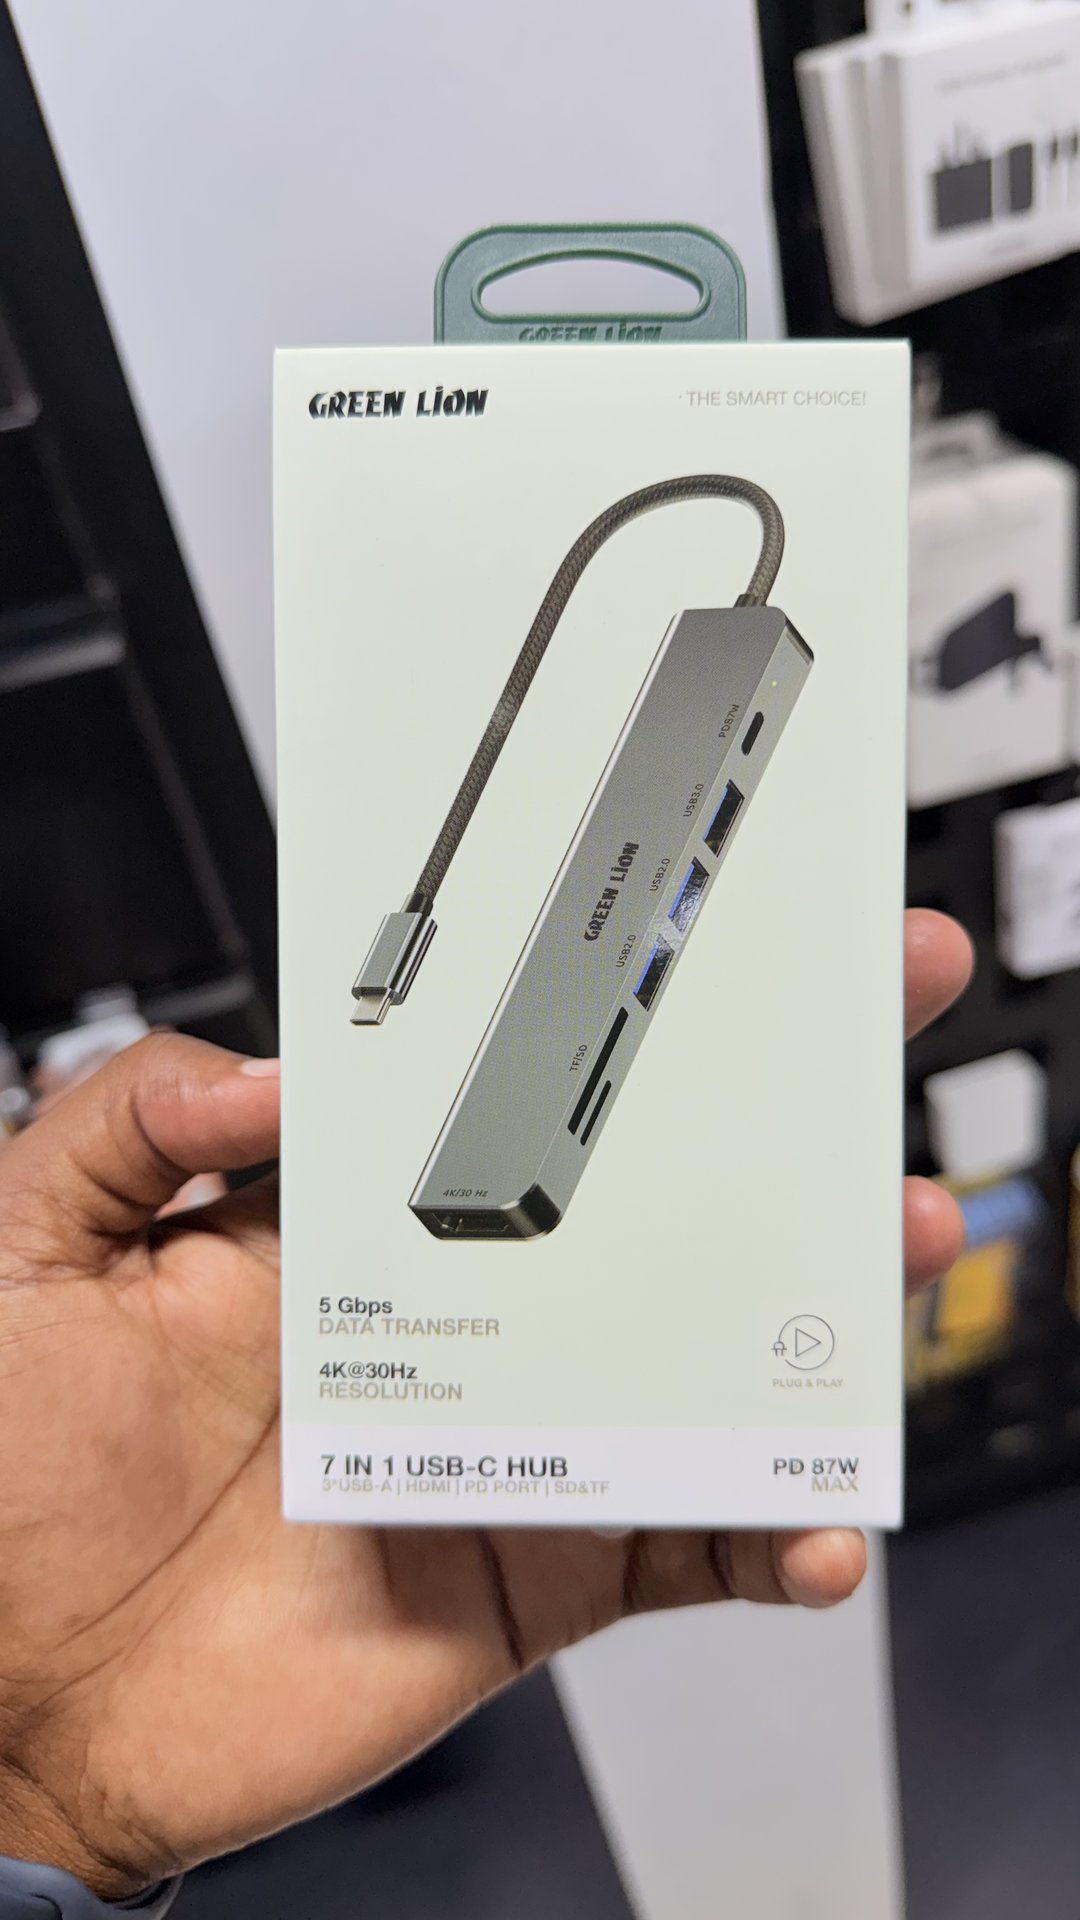 GREEN LION
GREEN LION
THE SMART CHOICE!
PD87W
USB3.0
USB2.0
GREEN LION
USB2.0
TF/SD
4K/30 Hz
5 Gbps
DATA TRANSFER
4K@30Hz
RESOLUTION
PLUG & PLAY
7 IN 1 USB-C HUB
3*USB-A | HDMI | PD PORT | SD&TF
PD 87W
MAX